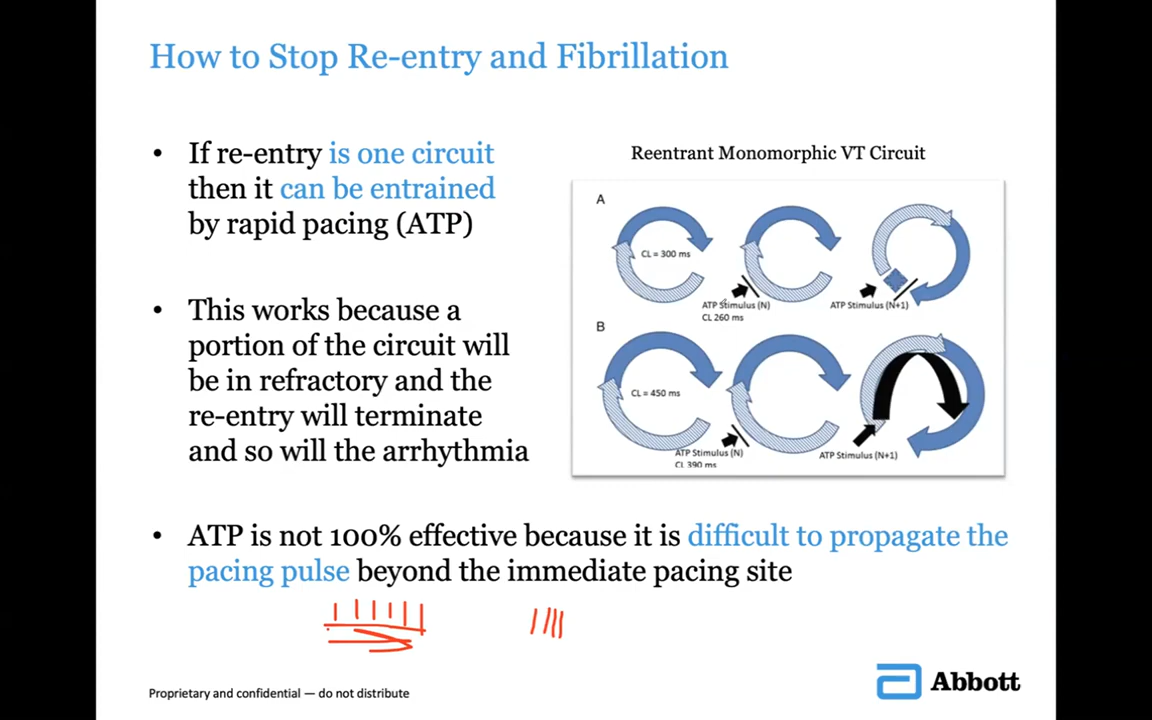 How to Stop Re-entry and Fibrillation
• If re-entry is one circuit
then it can be entrained
by rapid pacing (ATP)
• This works because a
portion of the circuit will
be in refractory and the
re-entry will terminate
and so will the arrhythmia
Reentrant Monomorphic VT Circuit
A
CL = 300 ms
ATP Stimulus (N)
CL 260 ms
ATP Stimulus (N+1)
B
CL = 450 ms
ATP Stimulus (N)
CL 390 ms
ATP Stimulus (N+1)
• ATP is not 100% effective because it is difficult to propagate the
pacing pulse beyond the immediate pacing site
Proprietary and confidential — do not distribute
Abbott